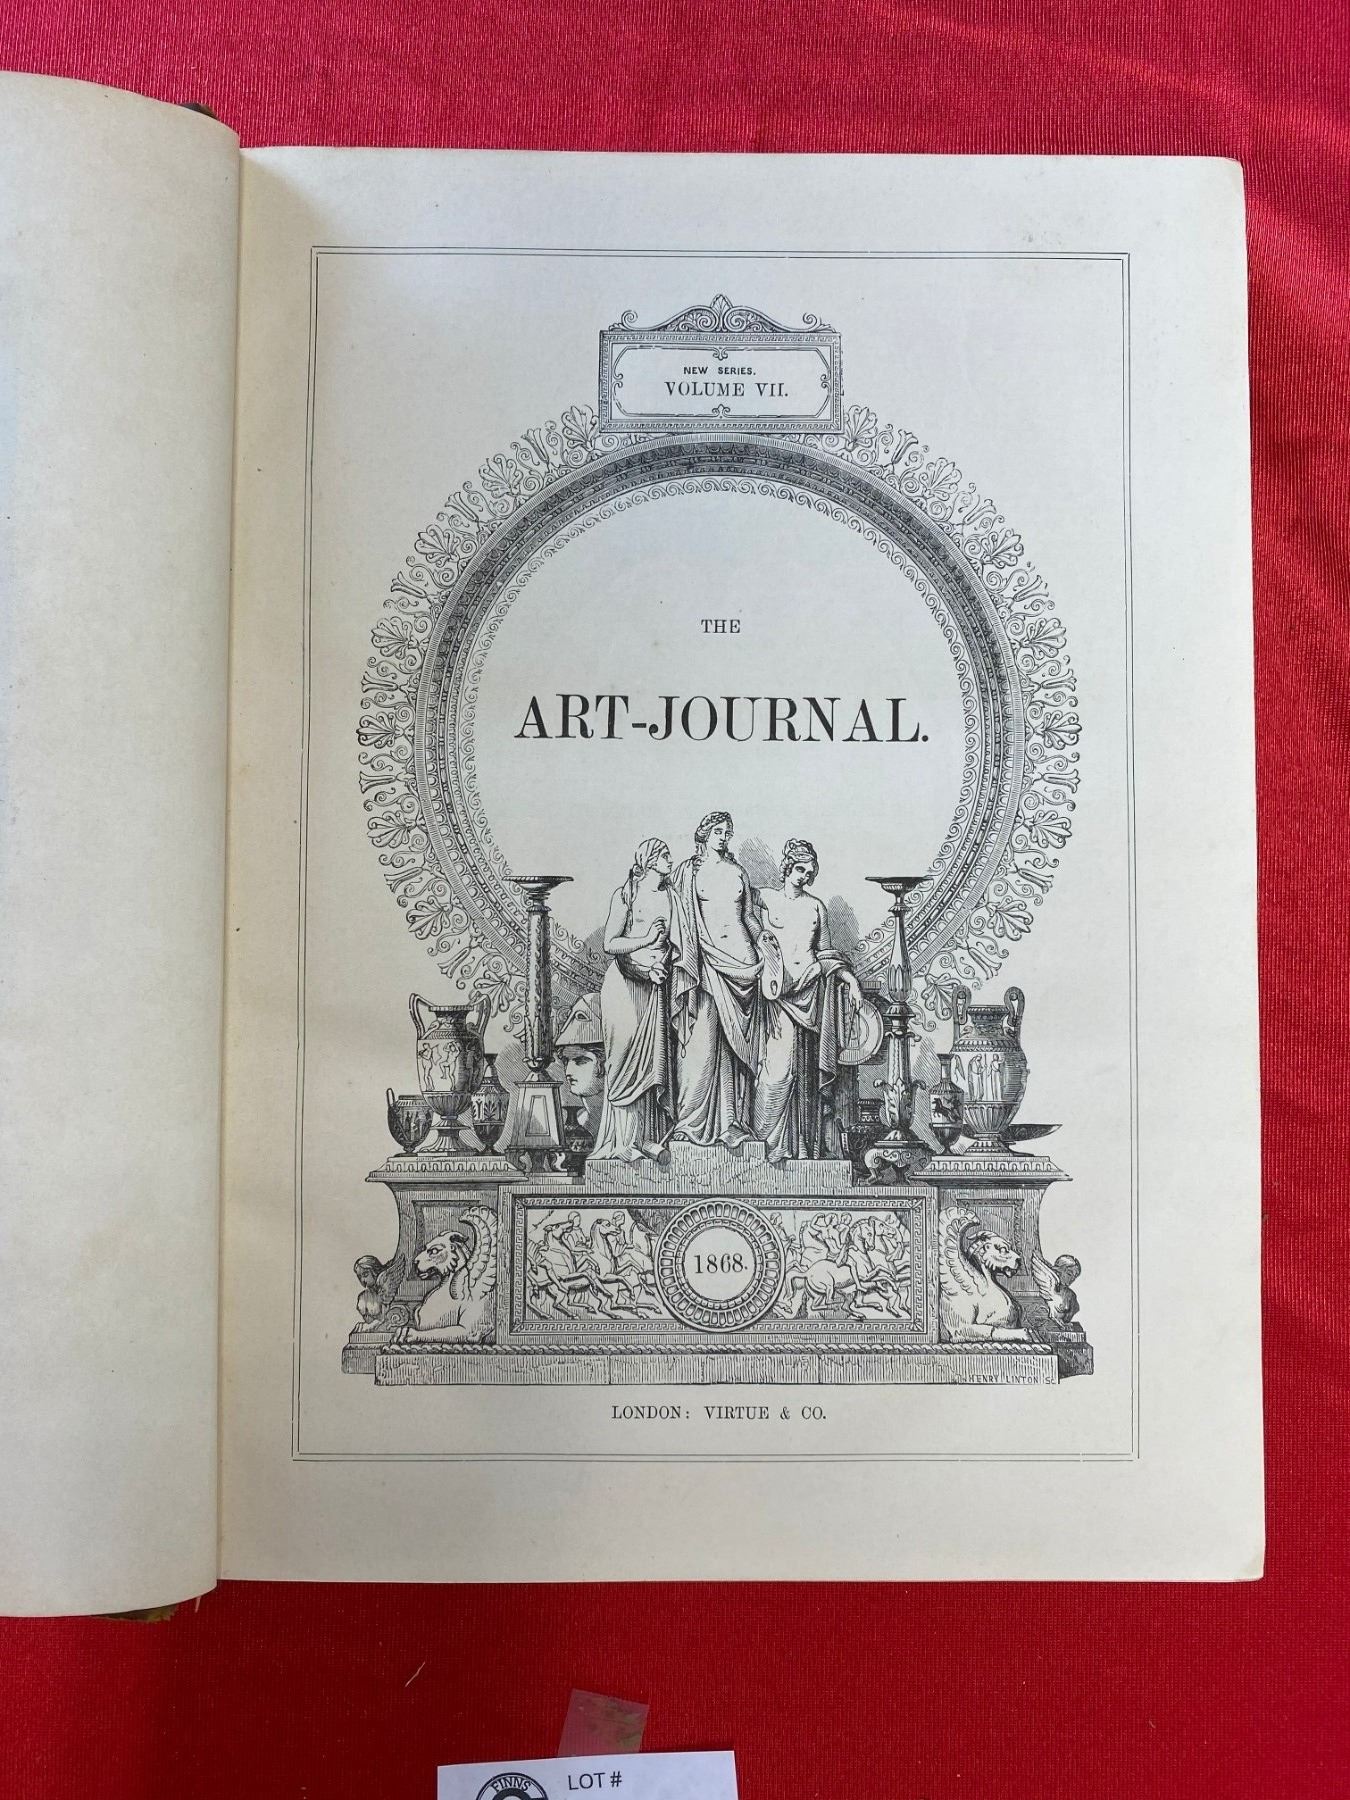 NEW SERIES.
VOLUME VII.
THE
ART-JOURNAL.
1868.
HENRY LINTON SC
LONDON: VIRTUE & CO.
FINNS
LOT #